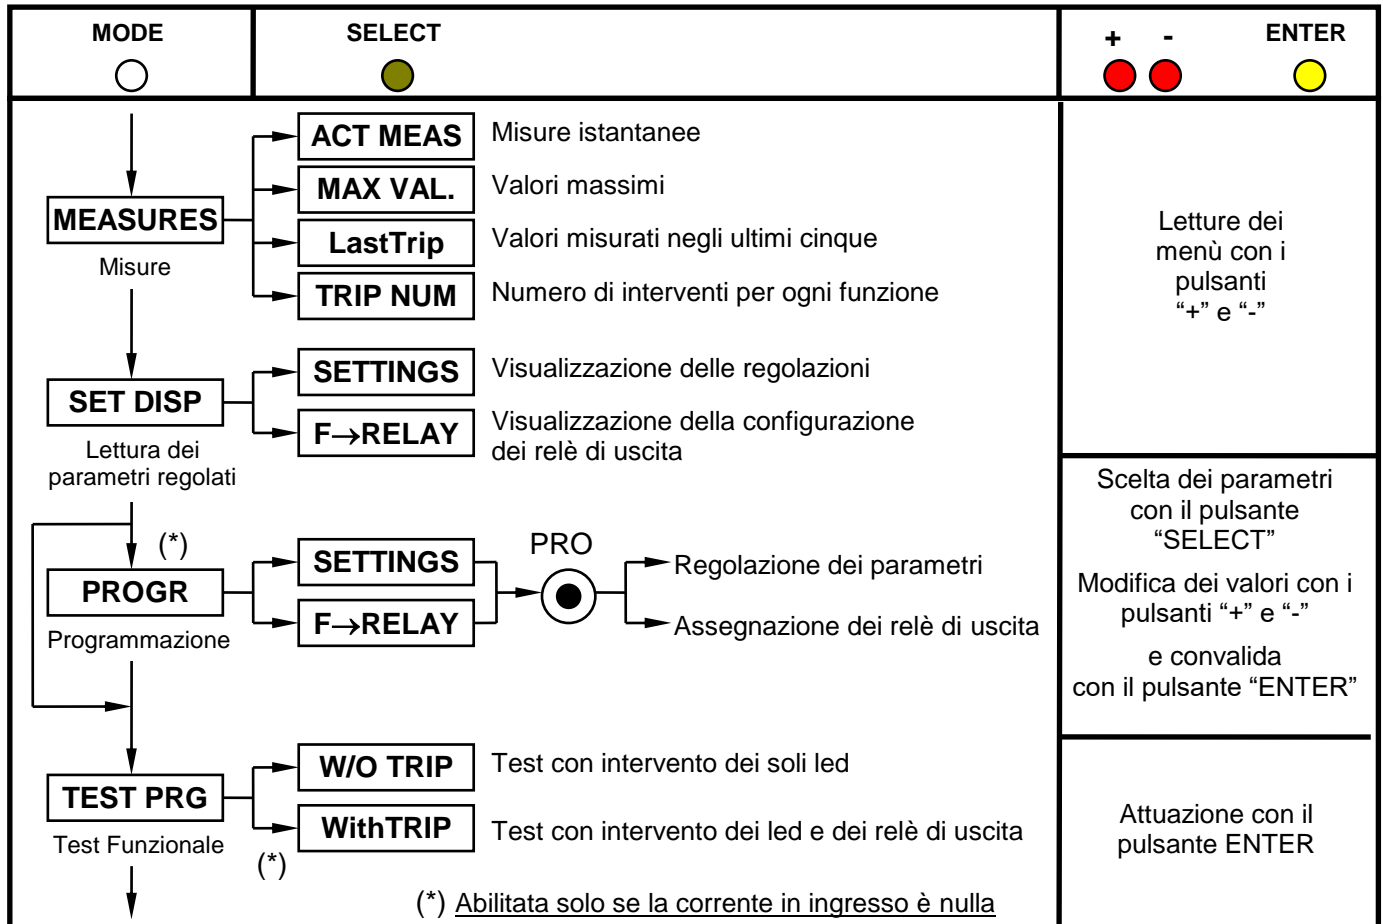 MODE
SELECT
+ -
ENTER
ACT MEAS
Misure istantanee
MAX VAL.
Valori massimi
MEASURES
LastTrip
Valori misurati negli ultimi cinque
Misure
TRIP NUM
Numero di interventi per ogni funzione
Letture dei
menù con i
pulsanti
“+” e “-”
SETTINGS
Visualizzazione delle regolazioni
SET DISP
F→RELAY
Visualizzazione della configurazione
dei relè di uscita
Lettura dei
parametri regolati
(*)
SETTINGS
PRO
Regolazione dei parametri
PROGR
F→RELAY
Assegnazione dei relè di uscita
Programmazione
Scelta dei parametri
con il pulsante
“SELECT”
Modifica dei valori con i
pulsanti “+” e “-”
e convalida
con il pulsante “ENTER”
W/O TRIP
Test con intervento dei soli led
TEST PRG
WithTRIP
Test con intervento dei led e dei relè di uscita
Test Funzionale
(*)
Attuazione con il
pulsante ENTER
(*) Abilitata solo se la corrente in ingresso è nulla